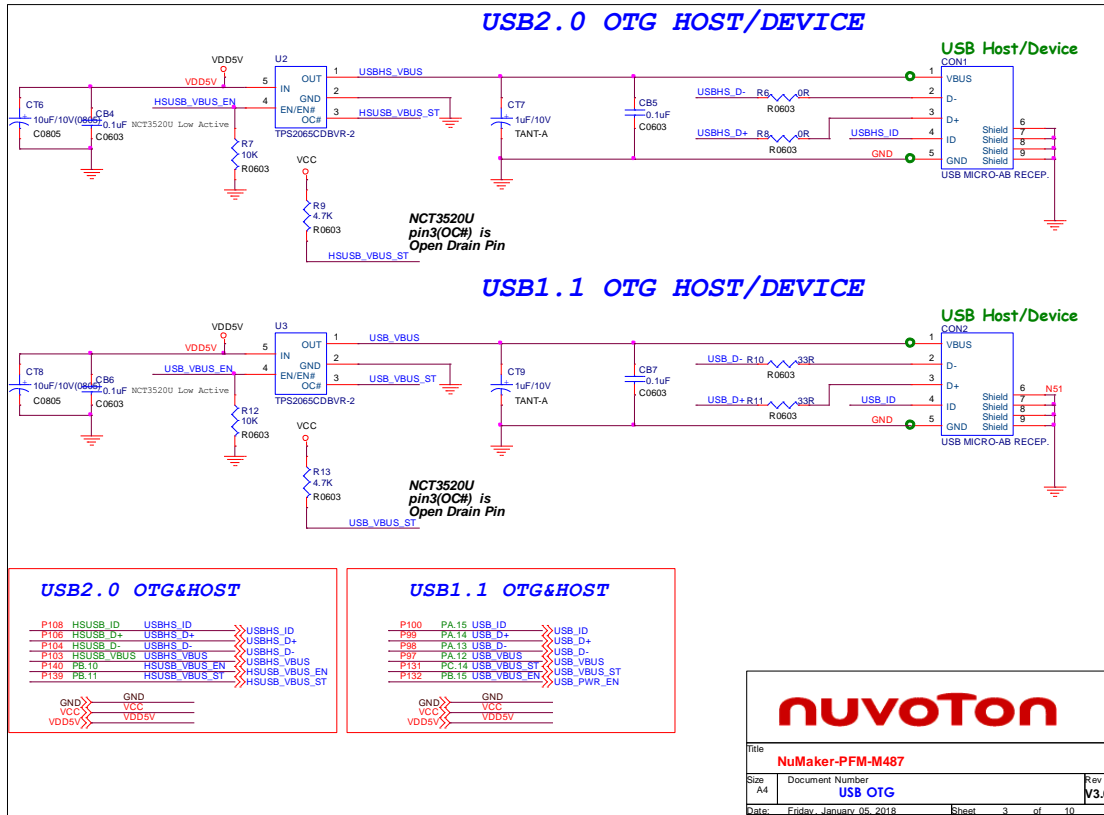 USB2.0 OTG HOST/DEVICE
USB Host/Device
VDD5V
U2
CON1
VDD5V
5
IN
OUT
1
USBHS_VBUS
1
VBUS
HSUSB_VBUS_EN
4
EN/EN#
GND
2
USBHS_D-
R6
0R
R0603
2
D-
OC#
3
HSUSB_VBUS_ST
3
D+
TPS2065CDBVR-2
USBHS_D+
R8
0R
R0603
USBHS_ID
4
ID
GND
5
GND
Shield
6
Shield
7
Shield
8
Shield
9
USB MICRO-AB RECEP.
CT6
10uF/10V
C0805
CB4
0.1uF
C0603
NCT3520U Low Active
R7
10K
R0603
CT7
1uF/10V
TANT-A
CB5
0.1uF
C0603
VCC
R9
4.7K
R0603
HSUSB_VBUS_ST
NCT3520U
pin3(OC#) is
Open Drain Pin
USB1.1 OTG HOST/DEVICE
USB Host/Device
VDD5V
U3
CON2
VDD5V
5
IN
OUT
1
USB_VBUS
1
VBUS
USB_VBUS_EN
4
EN/EN#
GND
2
USB_D-
R10
33R
R0603
2
D-
OC#
3
USB_VBUS_ST
3
D+
TPS2065CDBVR-2
USB_D+
R11
33R
R0603
USB_ID
4
ID
GND
5
GND
Shield
6
N51
Shield
7
Shield
8
Shield
9
USB MICRO-AB RECEP.
CT8
10uF/10V(0805)
C0805
CB6
0.1uF
C0603
NCT3520U Low Active
R12
10K
R0603
CT9
1uF/10V
TANT-A
CB7
0.1uF
C0603
VCC
R13
4.7K
R0603
USB_VBUS_ST
NCT3520U
pin3(OC#) is
Open Drain Pin
USB2.0 OTG&HOST
P108 HSUSB_ID USBHS_ID USBHS_ID
P106 HSUSB_D+ USBHS_D+ USBHS_D+
P104 HSUSB_D- USBHS_D- USBHS_D-
P103 HSUSB_VBUS USBHS_VBUS USBHS_VBUS
P140 PB.10 HSUSB_VBUS_EN HSUSB_VBUS_EN
P139 PB.11 HSUSB_VBUS_ST HSUSB_VBUS_ST
GND GND
VCC VCC
VDD5V VDD5V
USB1.1 OTG&HOST
P100 PA.15 USB_ID USB_ID
P99 PA.14 USB_D+ USB_D+
P98 PA.13 USB_D- USB_D-
P97 PA.12 USB_VBUS USB_VBUS
P131 PC.14 USB_VBUS_ST USB_VBUS_ST
P132 PB.15 USB_VBUS_EN USB_PWR_EN
GND GND
VCC VCC
VDD5V VDD5V
nuvoTon
Title
NuMaker-PFM-M487
Size
A4
Document Number
USB OTG
Rev
Date: Friday, January 05, 2018 Sheet 3 of 10